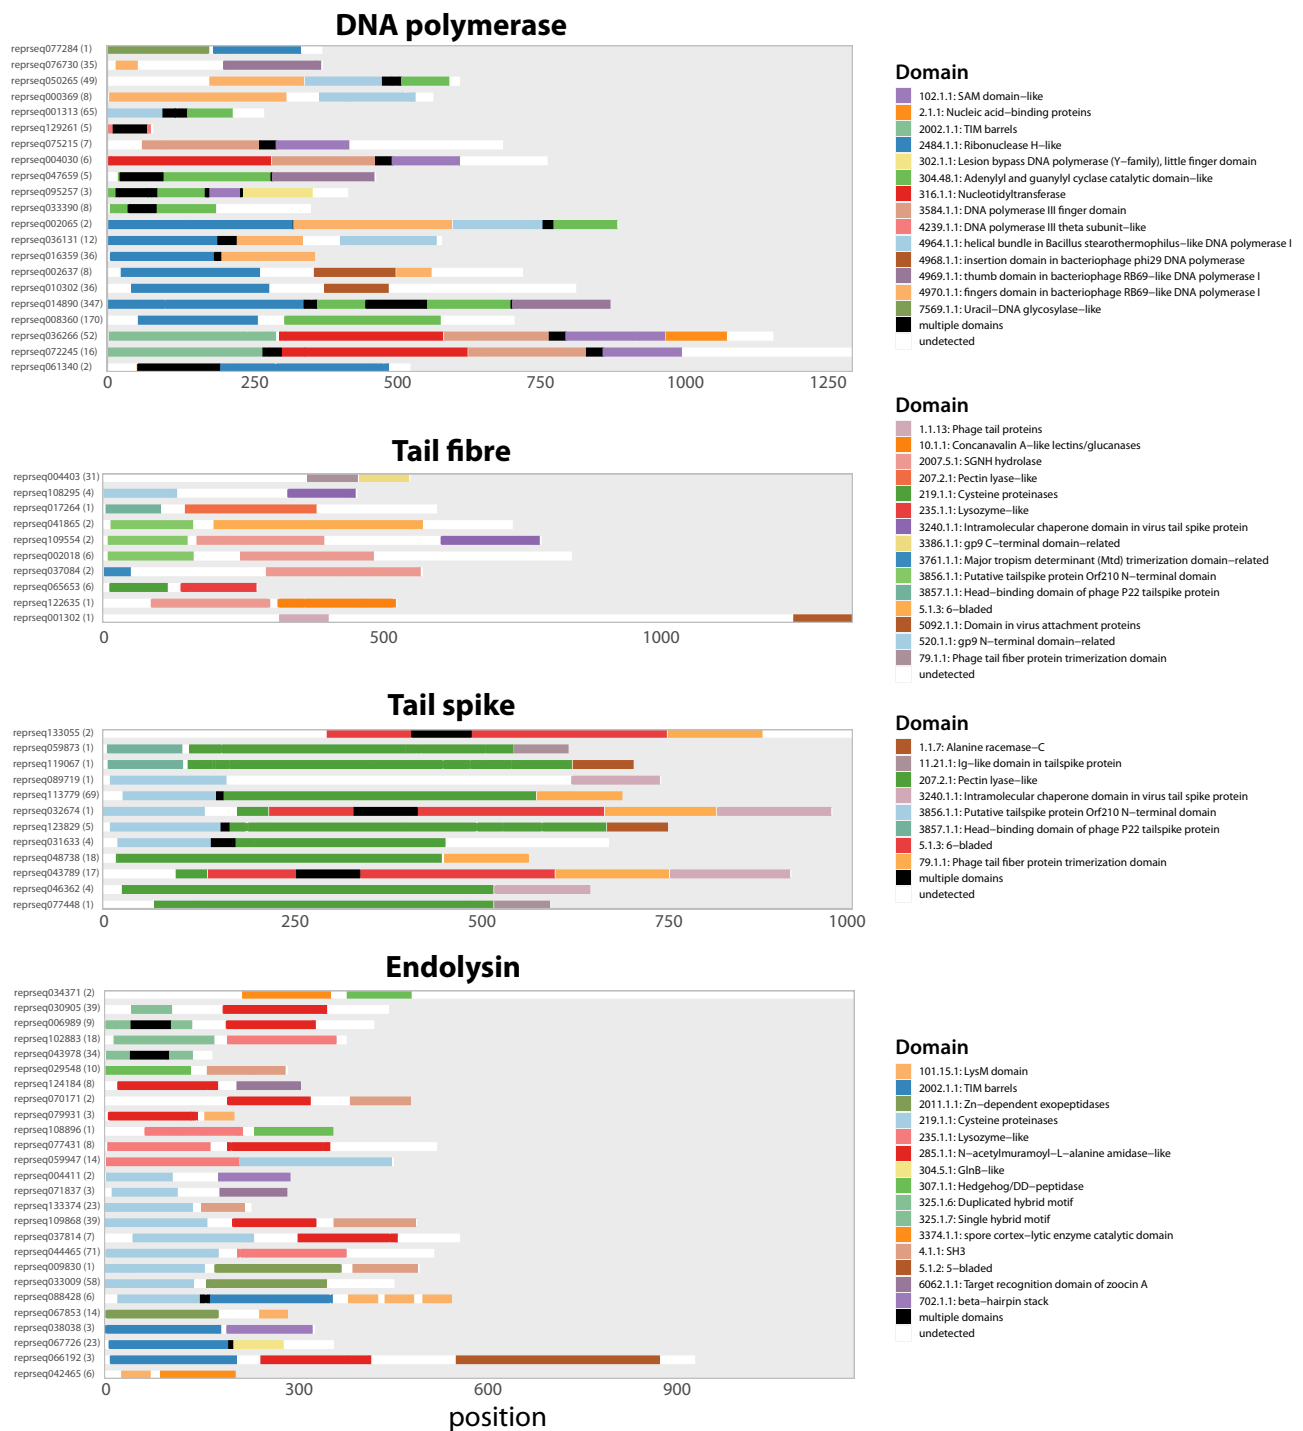 DNA polymerase
reprseq077284 (1)
reprseq076730 (35)
reprseq050265 (49)
reprseq000369 (8)
reprseq001313 (65)
reprseq129261 (5)
reprseq075215 (7)
reprseq004030 (6)
reprseq047659 (5)
reprseq095257 (3)
reprseq033390 (8)
reprseq002065 (2)
reprseq036131 (12)
reprseq016359 (36)
reprseq002637 (8)
reprseq010302 (36)
reprseq014890 (347)
reprseq008360 (170)
reprseq036266 (52)
reprseq072245 (16)
reprseq061340 (2)
0 250 500 750 1000 1250
Domain
102.1.1: SAM domain−like
2.1.1: Nucleic acid−binding proteins
2002.1.1: TIM barrels
2484.1.1: Ribonuclease H−like
302.1.1: Lesion bypass DNA polymerase (Y−family), little finger domain
304.48.1: Adenylyl and guanylyl cyclase catalytic domain−like
316.1.1: Nucleotidyltransferase
3584.1.1: DNA polymerase III finger domain
4239.1.1: DNA polymerase III theta subunit−like
4964.1.1: helical bundle in Bacillus stearothermophilus−like DNA polymerase I
4968.1.1: insertion domain in bacteriophage phi29 DNA polymerase
4969.1.1: thumb domain in bacteriophage RB69−like DNA polymerase I
4970.1.1: fingers domain in bacteriophage RB69−like DNA polymerase I
7569.1.1: Uracil−DNA glycosylase−like
multiple domains
undetected
Tail fibre
reprseq004403 (31)
reprseq108295 (4)
reprseq017264 (1)
reprseq041865 (2)
reprseq109554 (2)
reprseq002018 (6)
reprseq037084 (2)
reprseq065653 (6)
reprseq122635 (1)
reprseq001302 (1)
0 500 1000
Domain
1.1.13: Phage tail proteins
10.1.1: Concanavalin A−like lectins/glucanases
2007.5.1: SGNH hydrolase
207.2.1: Pectin lyase−like
219.1.1: Cysteine proteinases
235.1.1: Lysozyme−like
3240.1.1: Intramolecular chaperone domain in virus tail spike protein
3386.1.1: gp9 C−terminal domain−related
3761.1.1: Major tropism determinant (Mtd) trimerization domain−related
3856.1.1: Putative tailspike protein Orf210 N−terminal domain
3857.1.1: Head−binding domain of phage P22 tailspike protein
5.1.3: 6−bladed
5092.1.1: Domain in virus attachment proteins
520.1.1: gp9 N−terminal domain−related
79.1.1: Phage tail fiber protein trimerization domain
undetected
Tail spike
reprseq133055 (2)
reprseq059873 (1)
reprseq119067 (1)
reprseq089719 (1)
reprseq113779 (69)
reprseq032674 (1)
reprseq123829 (5)
reprseq031633 (4)
reprseq048738 (18)
reprseq043789 (17)
reprseq046362 (4)
reprseq077448 (1)
0 250 500 750 1000
Domain
1.1.7: Alanine racemase−C
11.21.1: Ig−like domain in tailspike protein
207.2.1: Pectin lyase−like
3240.1.1: Intramolecular chaperone domain in virus tail spike protein
3856.1.1: Putative tailspike protein Orf210 N−terminal domain
3857.1.1: Head−binding domain of phage P22 tailspike protein
5.1.3: 6−bladed
79.1.1: Phage tail fiber protein trimerization domain
multiple domains
undetected
Endolysin
reprseq034371 (2)
reprseq030905 (39)
reprseq006989 (9)
reprseq102883 (18)
reprseq043978 (34)
reprseq029548 (10)
reprseq124184 (8)
reprseq070171 (2)
reprseq079931 (3)
reprseq108896 (1)
reprseq077431 (8)
reprseq059947 (14)
reprseq004411 (2)
reprseq071837 (3)
reprseq133374 (23)
reprseq109868 (39)
reprseq037814 (7)
reprseq044465 (71)
reprseq009830 (1)
reprseq033009 (58)
reprseq088428 (6)
reprseq067853 (14)
reprseq038038 (3)
reprseq067726 (23)
reprseq066192 (3)
reprseq042465 (6)
0 300 600 900
position
Domain
101.15.1: LysM domain
2002.1.1: TIM barrels
2011.1.1: Zn−dependent exopeptidases
219.1.1: Cysteine proteinases
235.1.1: Lysozyme−like
285.1.1: N−acetylmuramoyl−L−alanine amidase−like
304.5.1: GlnB−like
307.1.1: Hedgehog/DD−peptidase
325.1.6: Duplicated hybrid motif
325.1.7: Single hybrid motif
3374.1.1: spore cortex−lytic enzyme catalytic domain
4.1.1: SH3
5.1.2: 5−bladed
6062.1.1: Target recognition domain of zoocin A
702.1.1: beta−hairpin stack
multiple domains
undetected